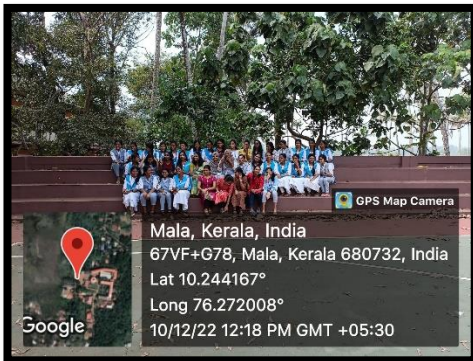 GPS Map Camera
Mala, Kerala, India
67VF+G78, Mala, Kerala 680732, India
Lat 10.244167°
Long 76.272008°
10/12/22 12:18 PM GMT +05:30
Google